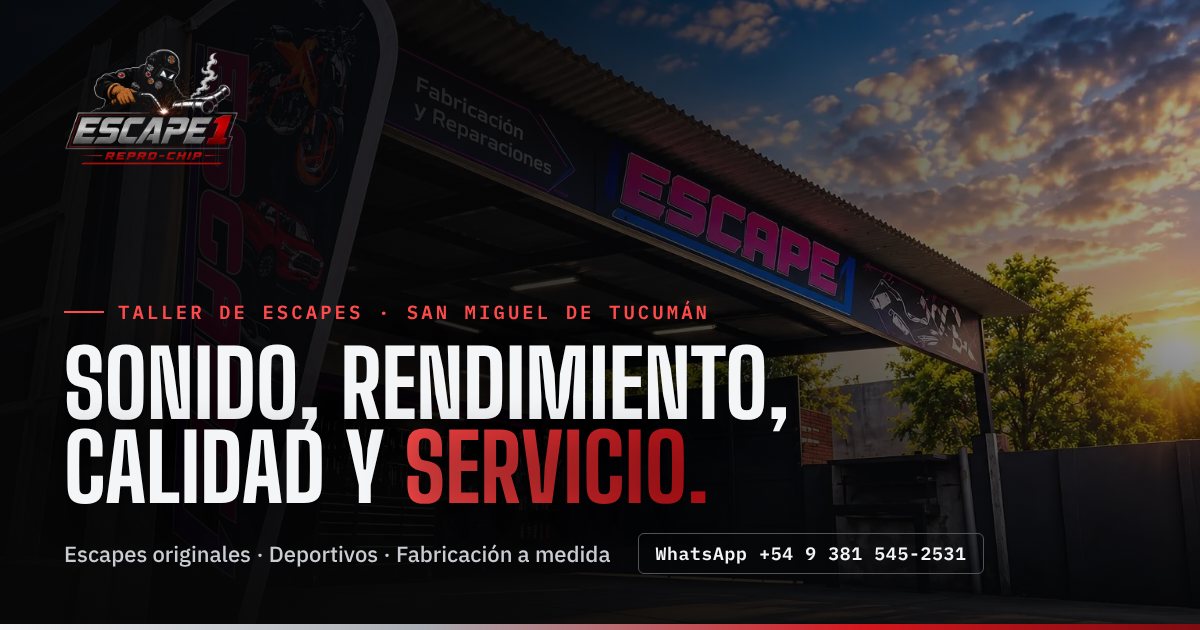 ESCAPE1
REPRO-CHIP
Fabricación
y Reparaciones
ESCAPE1
ESCAPE
TALLER DE ESCAPES · SAN MIGUEL DE TUCUMÁN
SONIDO, RENDIMIENTO,
CALIDAD Y SERVICIO.
Escapes originales · Deportivos · Fabricación a medida
WhatsApp +54 9 381 545-2531